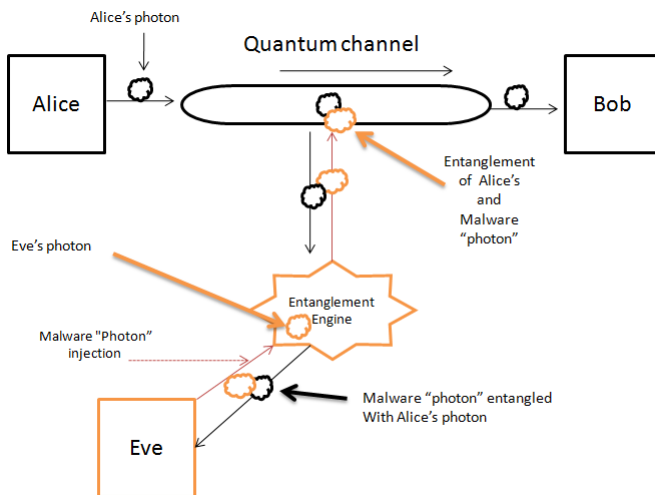 Alice's photon
Quantum channel
Alice
Bob
Entanglement
of Alice's
and
Malware
"photon"
Eve's photon
Entanglement
Engine
Malware "Photon"
injection
Malware "photon" entangled
With Alice's photon
Eve